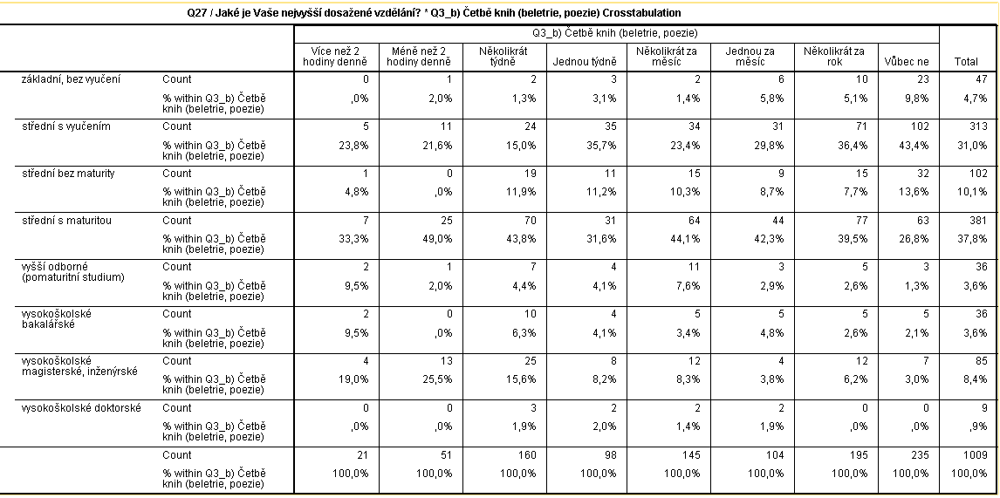 Q27 / Jaké je Vaše nejvyšší dosažené vzdělání? * Q3_b) Četbě knih (beletrie, poezie) Crosstabulation
Q3_b) Četbě knih (beletrie, poezie)
Více než 2 hodiny denně Méně než 2 hodiny denně Několikrát týdně Jednou týdně Několikrát za měsíc Jednou za měsíc Několikrát za rok Vůbec ne Total
základní, bez vyučení Count 0 1 2 3 2 6 10 23 47
% within Q3_b) Četbě knih (beletrie, poezie) ,0% 2,0% 1,3% 3,1% 1,4% 5,8% 5,1% 9,8% 4,7%
střední s vyučením Count 5 11 24 35 34 31 71 102 313
% within Q3_b) Četbě knih (beletrie, poezie) 23,8% 21,6% 15,0% 35,7% 23,4% 29,8% 36,4% 43,4% 31,0%
střední bez maturity Count 1 0 19 11 15 9 15 32 102
% within Q3_b) Četbě knih (beletrie, poezie) 4,8% ,0% 11,9% 11,2% 10,3% 8,7% 7,7% 13,6% 10,1%
střední s maturitou Count 7 25 70 31 64 44 77 63 381
% within Q3_b) Četbě knih (beletrie, poezie) 33,3% 49,0% 43,8% 31,6% 44,1% 42,3% 39,5% 26,8% 37,8%
vyšší odborné (pomaturitní studium) Count 2 1 7 4 11 3 5 3 36
% within Q3_b) Četbě knih (beletrie, poezie) 9,5% 2,0% 4,4% 4,1% 7,6% 2,9% 2,6% 1,3% 3,6%
vysokoškolské bakalářské Count 2 0 10 4 5 5 5 5 36
% within Q3_b) Četbě knih (beletrie, poezie) 9,5% ,0% 6,3% 4,1% 3,4% 4,8% 2,6% 2,1% 3,6%
vysokoškolské magisterské, inženýrské Count 4 13 25 8 12 4 12 7 85
% within Q3_b) Četbě knih (beletrie, poezie) 19,0% 25,5% 15,6% 8,2% 8,3% 3,8% 6,2% 3,0% 8,4%
vysokoškolské doktorské Count 0 0 3 2 2 2 0 0 9
% within Q3_b) Četbě knih (beletrie, poezie) ,0% ,0% 1,9% 2,0% 1,4% 1,9% ,0% ,0% ,9%
Count 21 51 160 98 145 104 195 235 1009
% within Q3_b) Četbě knih (beletrie, poezie) 100,0% 100,0% 100,0% 100,0% 100,0% 100,0% 100,0% 100,0% 100,0%